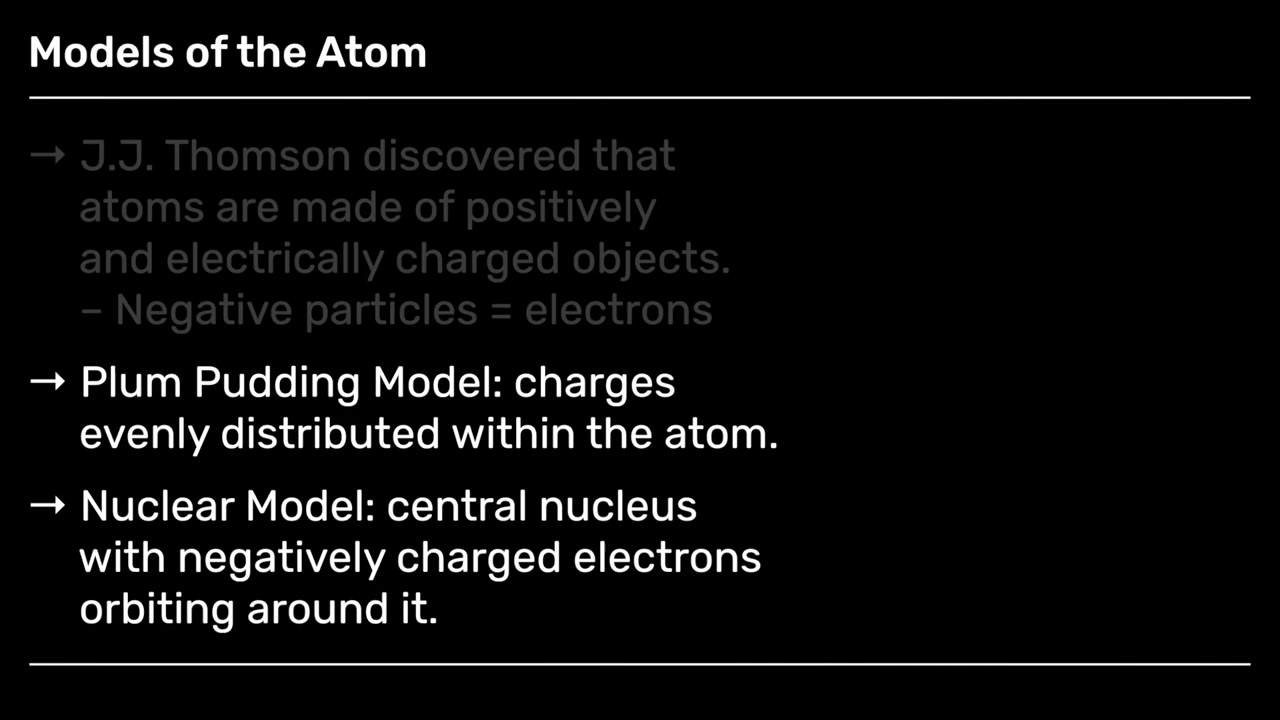 Models of the Atom
→ J.J. Thomson discovered that
atoms are made of positively
and electrically charged objects.
– Negative particles = electrons
→ Plum Pudding Model: charges
evenly distributed within the atom.
→ Nuclear Model: central nucleus
with negatively charged electrons
orbiting around it.